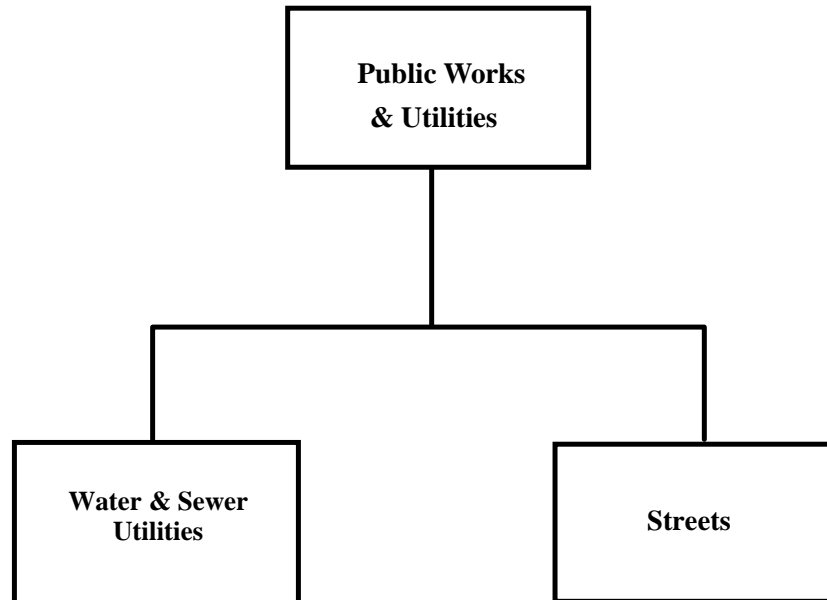 Public Works
& Utilities
Water & Sewer
Utilities
Streets